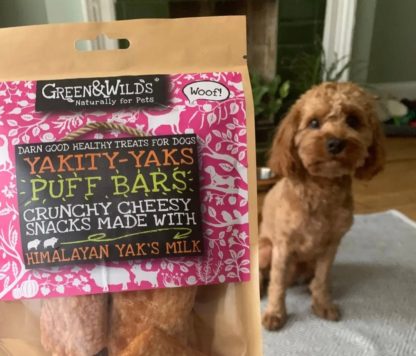 GREEN&WILD'S
Naturally for Pets
Woof!
DARN GOOD HEALTHY TREATS FOR DOGS
YAKITY-YAKS
PUFF BARS
CRUNCHY CHEESY
SNACKS MADE WITH
HIMALAYAN YAK'S MILK